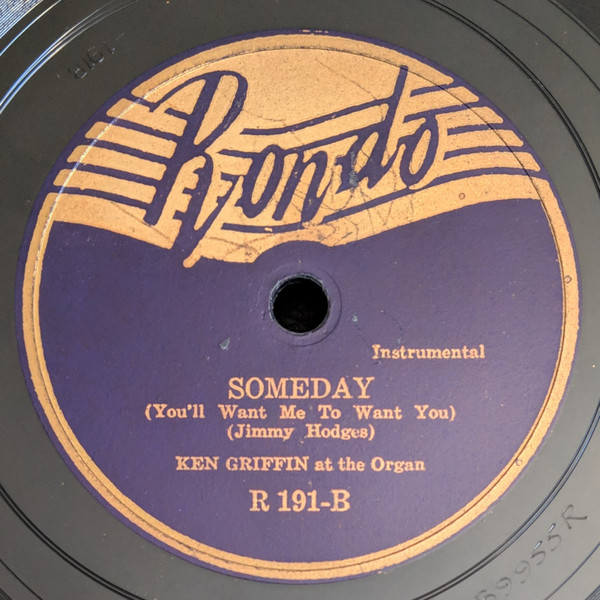 Rondo
Instrumental
SOMEDAY
(You'll Want Me To Want You)
(Jimmy Hodges)
KEN GRIFFIN at the Organ
R 191-B